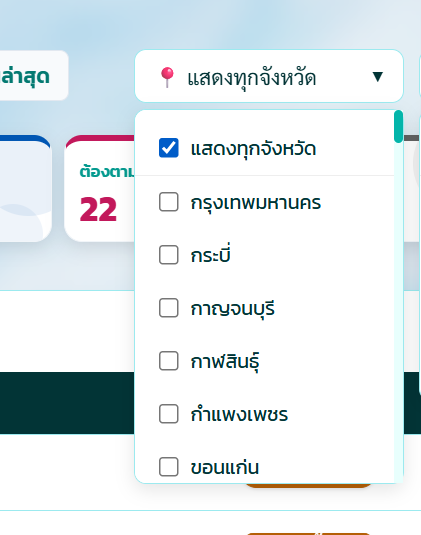 ล่าสุด
แสดงทุกจังหวัด
แสดงทุกจังหวัด
ต้องตาม
22
กรุงเทพมหานคร
กระบี่
กาญจนบุรี
กาฬสินธุ์
กำแพงเพชร
ขอนแก่น